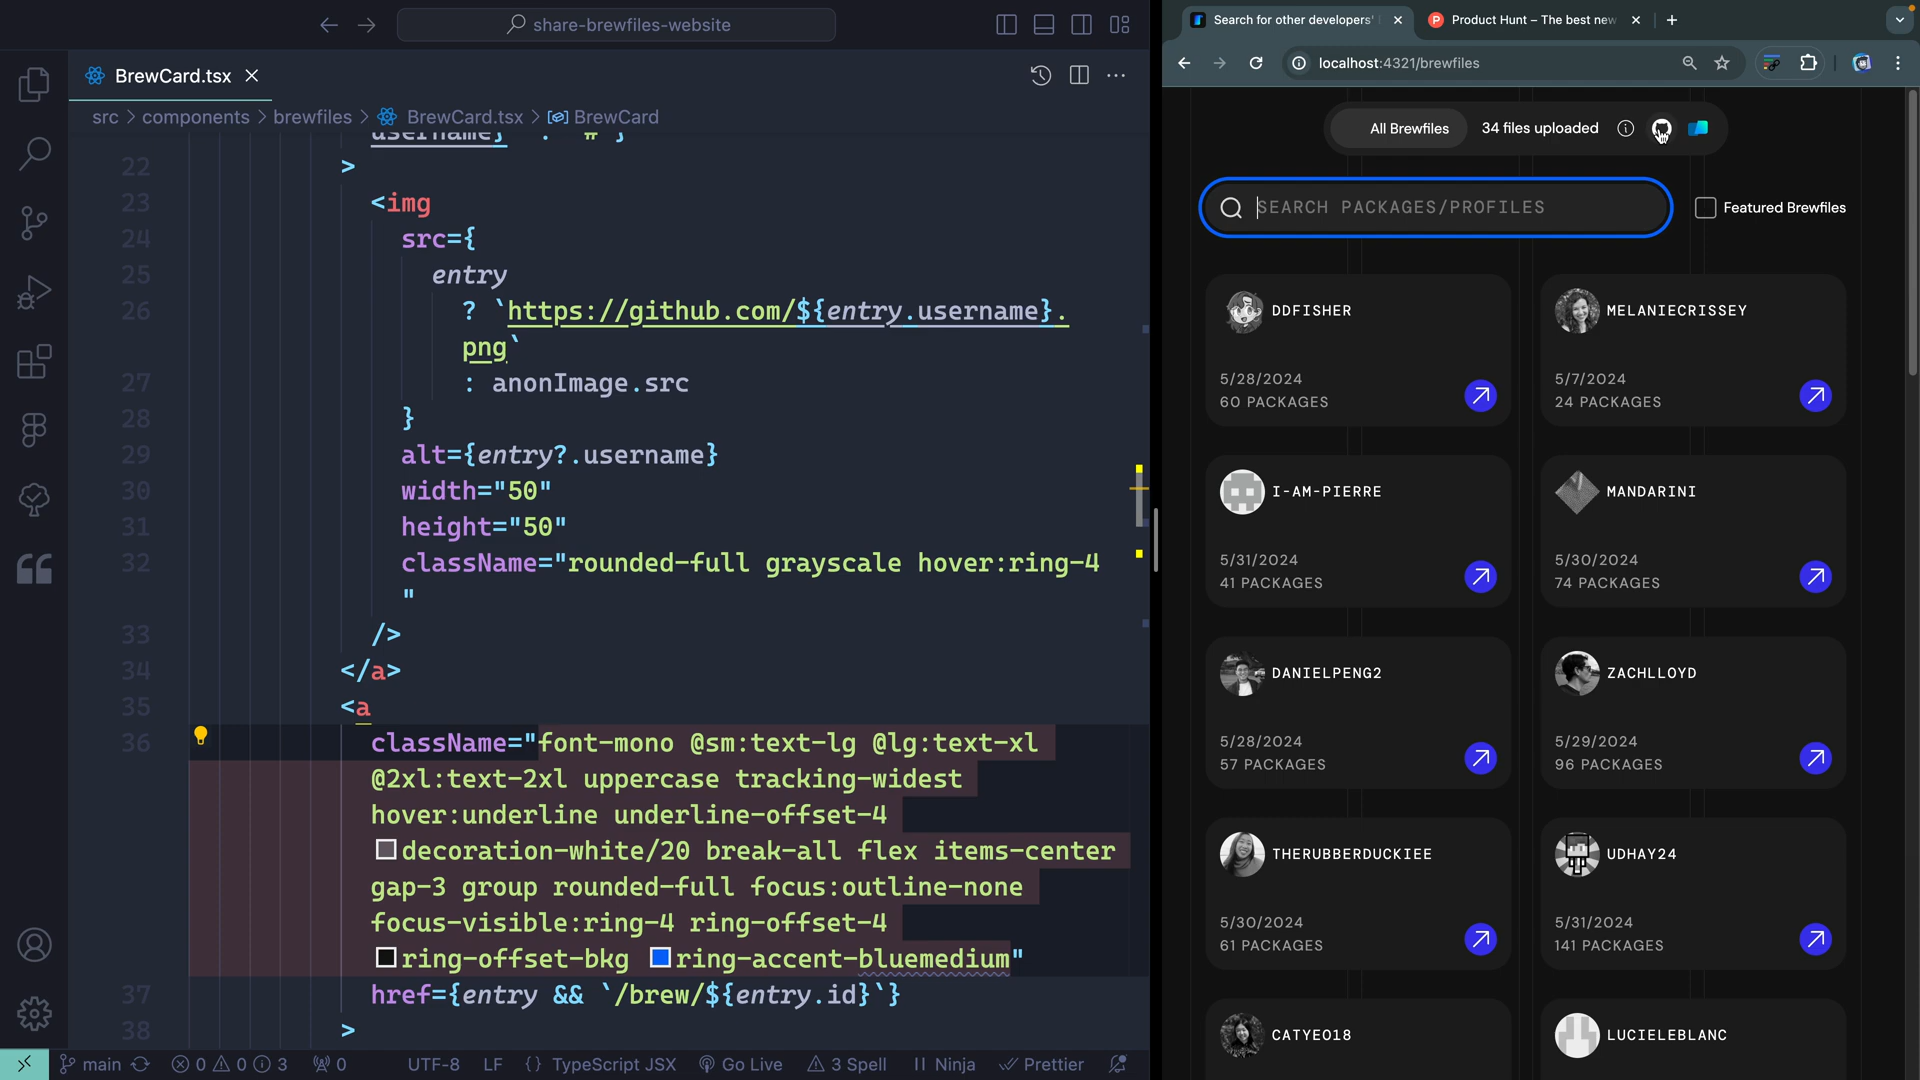 share-brewfiles-website
BrewCard.tsx
src > components > brewfiles > BrewCard.tsx > BrewCard
username}` : "#"}
22 >
23 <img
24 src={
25 entry
26 ? `https://github.com/${entry.username}.
png`
27 : anonImage.src
28 }
29 alt={entry?.username}
30 width="50"
31 height="50"
32 className="rounded-full grayscale hover:ring-4
"
33 />
34 </a>
35 <a
36 className="font-mono @sm:text-lg @lg:text-xl
@2xl:text-2xl uppercase tracking-widest
hover:underline underline-offset-4
decoration-white/20 break-all flex items-center
gap-3 group rounded-full focus:outline-none
focus-visible:ring-4 ring-offset-4
ring-offset-bkg ring-accent-bluemedium"
37 href={entry && `/brew/${entry.id}`}
38 >
main 0 0 3 0 UTF-8 LF {} TypeScript JSX Go Live 3 Spell Ninja Prettier
Search for other developers' Product Hunt – The best new
localhost:4321/brewfiles
All Brewfiles 34 files uploaded
SEARCH PACKAGES/PROFILES Featured Brewfiles
DDFISHER
5/28/2024
60 PACKAGES
MELANIECRISSEY
5/7/2024
24 PACKAGES
I-AM-PIERRE
5/31/2024
41 PACKAGES
MANDARINI
5/30/2024
74 PACKAGES
DANIELPENG2
5/28/2024
57 PACKAGES
ZACHLLOYD
5/29/2024
96 PACKAGES
THERUBBERDUCKIEE
5/30/2024
61 PACKAGES
UDHAY24
5/31/2024
141 PACKAGES
CATYEO18
LUCIELEBLANC